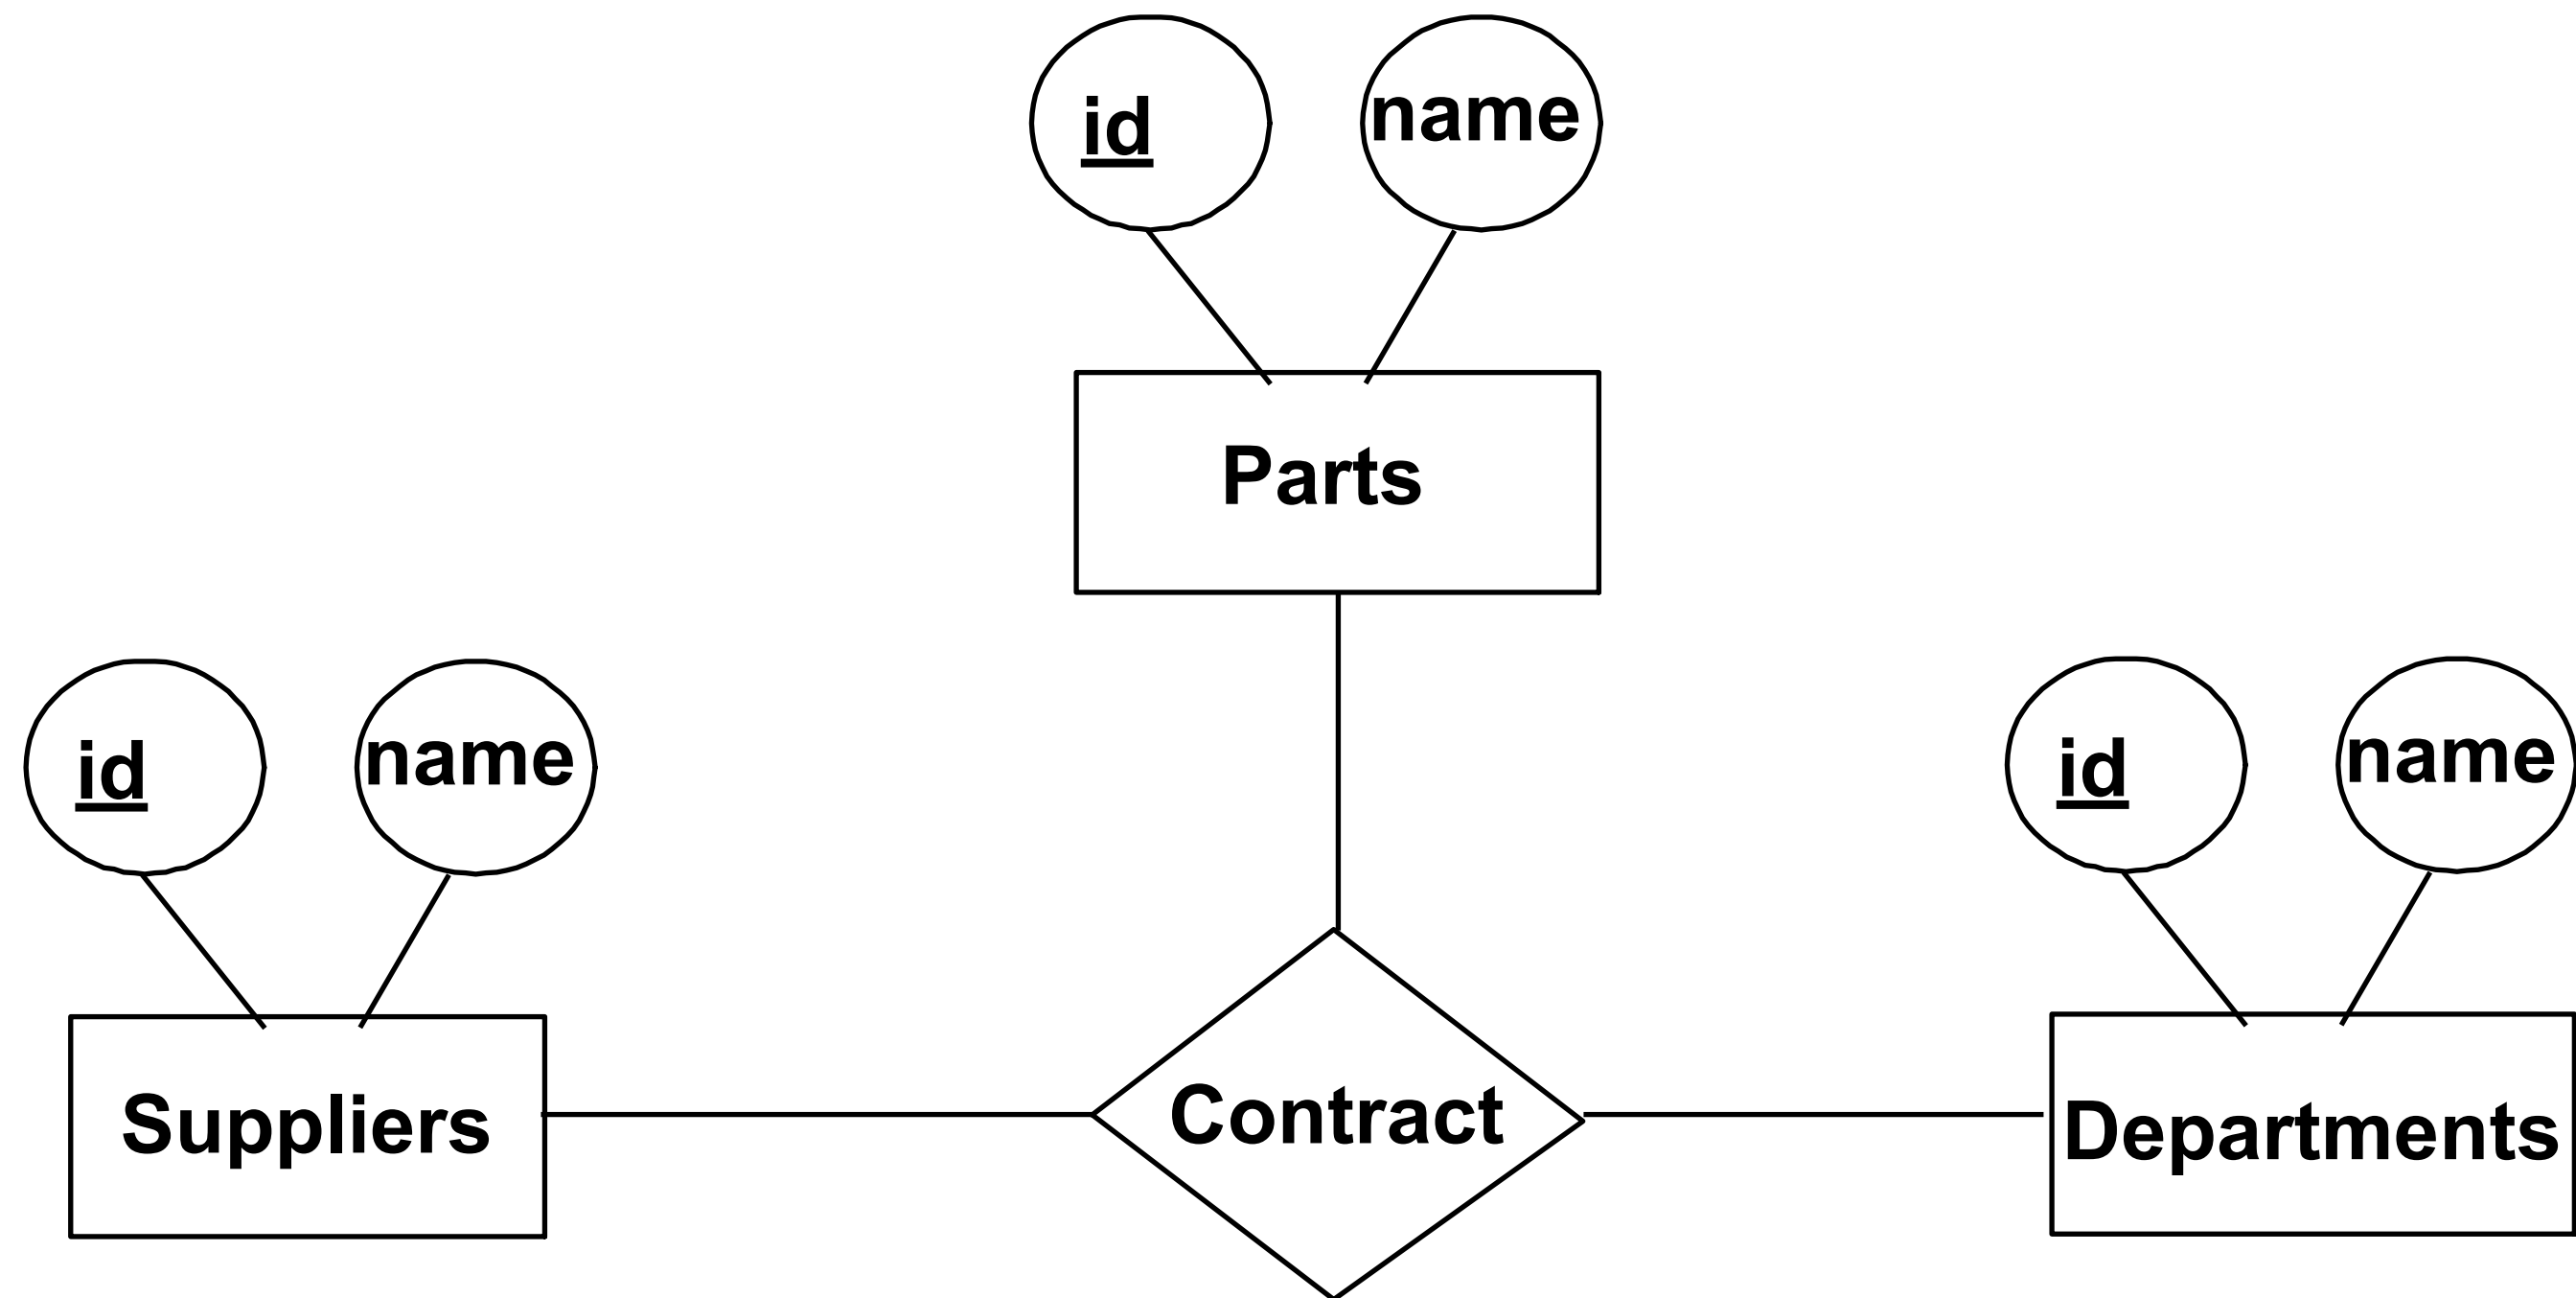 id
name
Parts
id
name
id
name
Suppliers
Contract
Departments